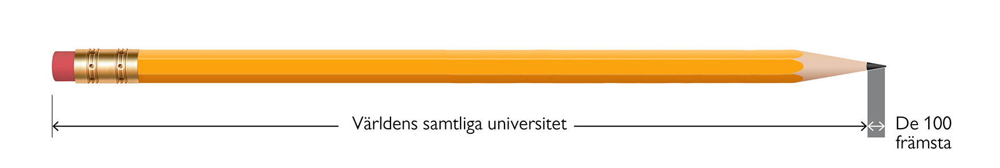 Världens samtliga universitet
De 100
främsta